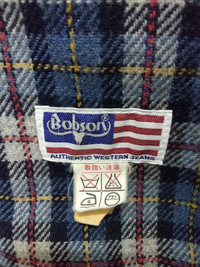 Bobson
AUTHENTIC WESTERN JEANS
取扱い注意